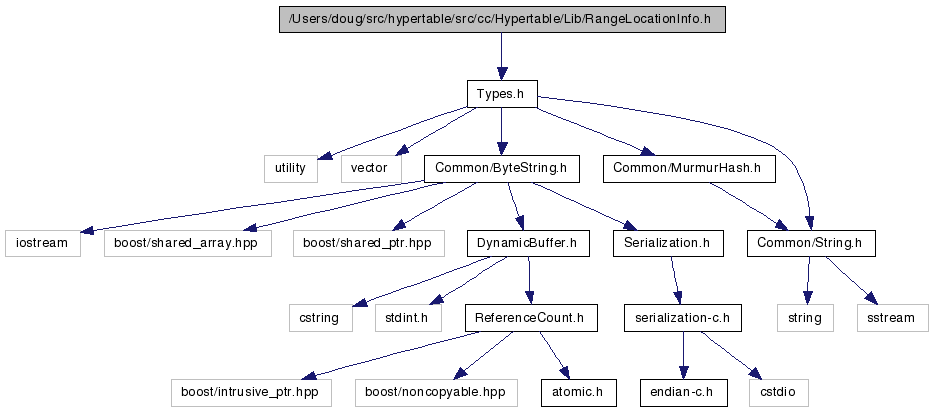 /Users/doug/src/hypertable/src/cc/Hypertable/Lib/RangeLocationInfo.h
Types.h
utility
vector
Common/ByteString.h
Common/MurmurHash.h
iostream
boost/shared_array.hpp
boost/shared_ptr.hpp
DynamicBuffer.h
Serialization.h
Common/String.h
cstring
stdint.h
ReferenceCount.h
serialization-c.h
string
sstream
boost/intrusive_ptr.hpp
boost/noncopyable.hpp
atomic.h
endian-c.h
cstdio